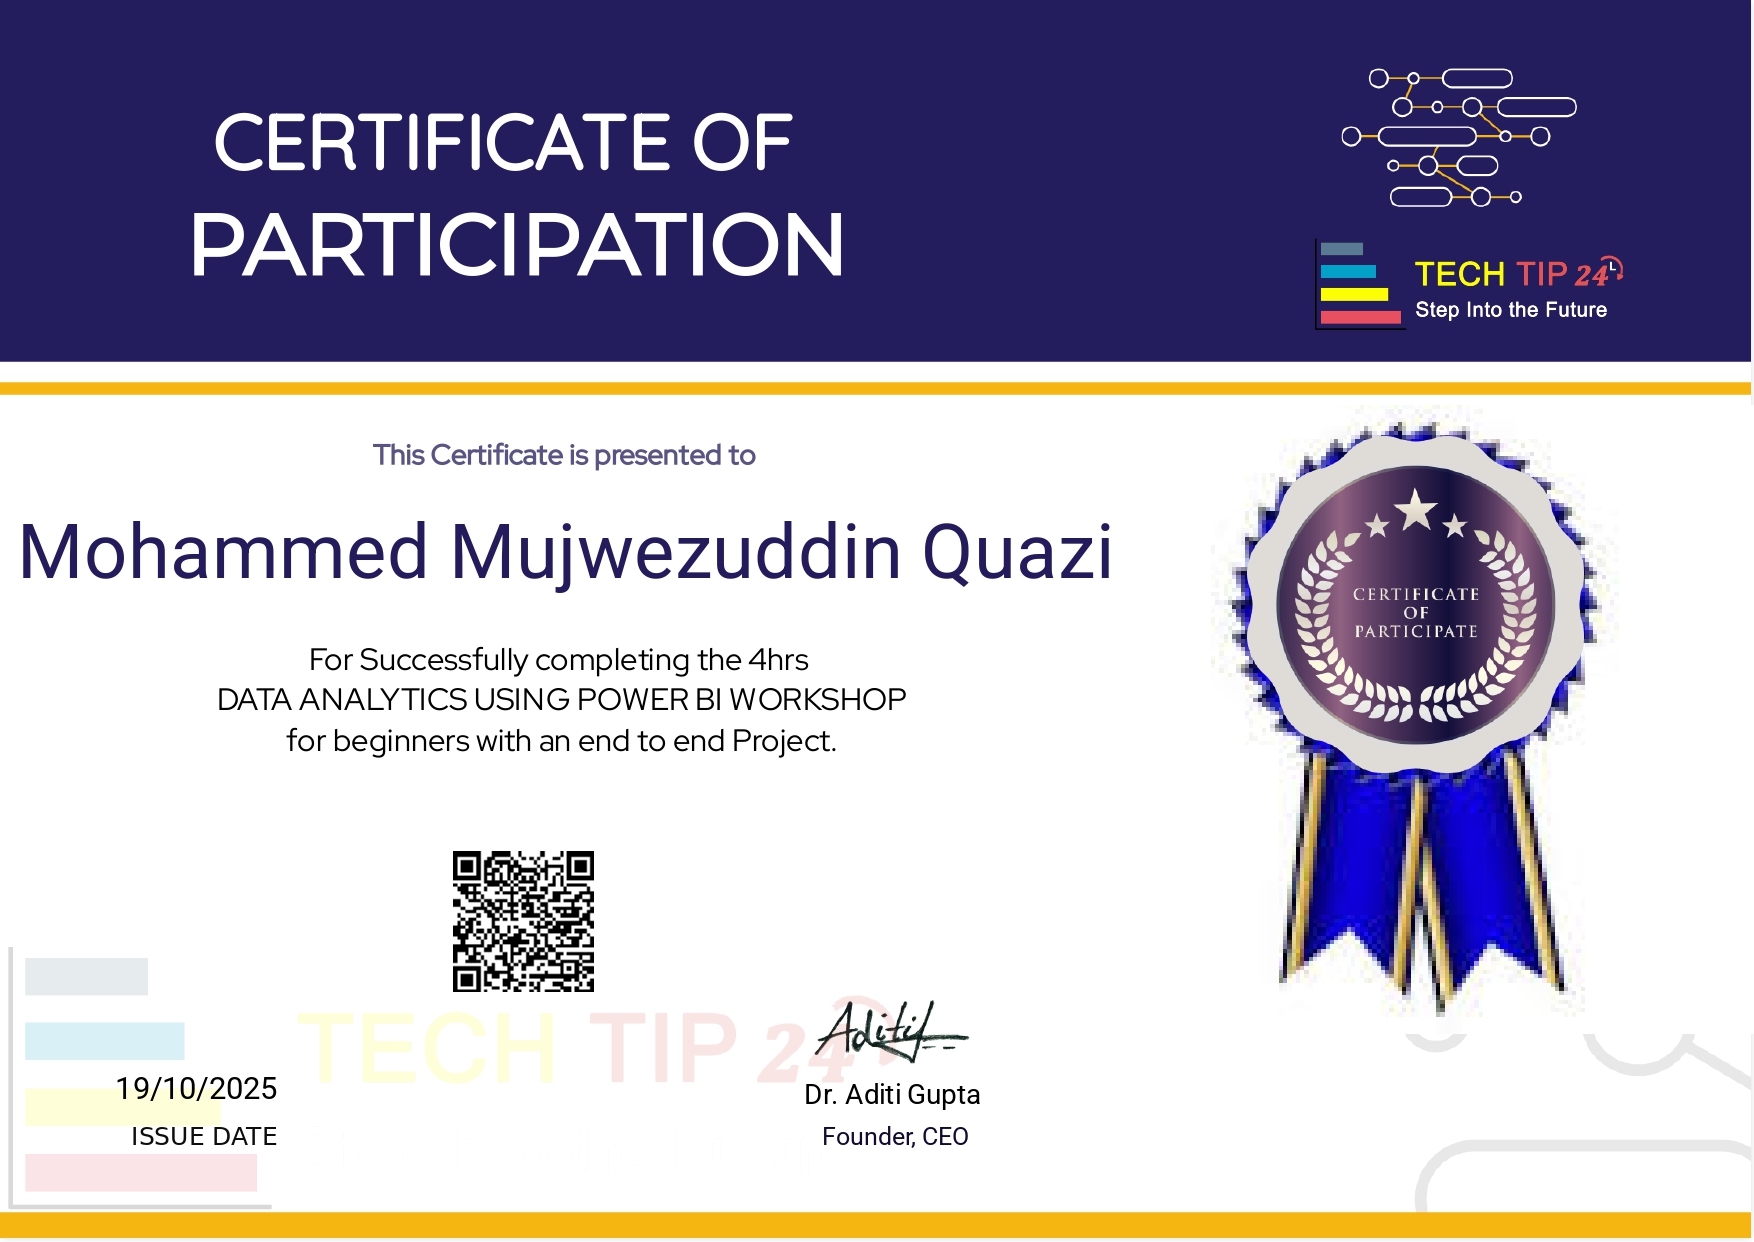 CERTIFICATE OF
PARTICIPATION
TECH TIP 24
Step Into the Future
This Certificate is presented to
Mohammed Mujwezuddin Quazi
For Successfully completing the 4hrs
DATA ANALYTICS USING POWER BI WORKSHOP
for beginners with an end to end Project.
CERTIFICATE
OF
PARTICIPATE
TECH TIP 24
Aditi
19/10/2025
ISSUE DATE
Dr. Aditi Gupta
Founder, CEO